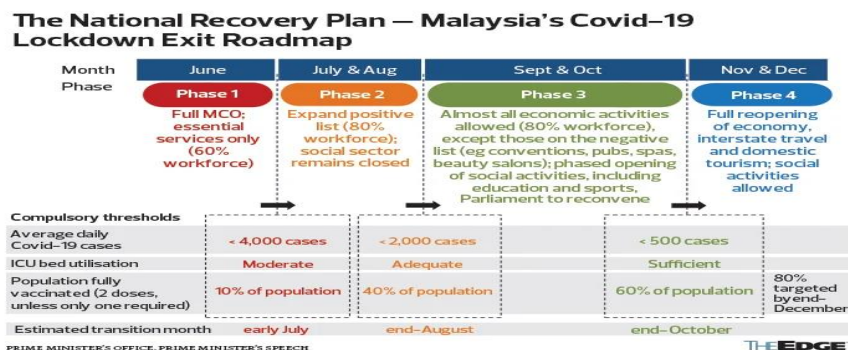 The National Recovery Plan — Malaysia's Covid-19
Lockdown Exit Roadmap
Month
June
July & Aug
Sept & Oct
Nov & Dec
Phase
Phase 1
Phase 2
Phase 3
Phase 4
Full MCO;
essential
services only
(60%
workforce)
Expand positive
list (80%
workforce);
social sector
remains closed
Almost all economic activities
allowed (80% workforce),
except those on the negative
list (eg conventions, pubs, spas,
beauty salons); phased opening
of social activities, including
education and sports,
Parliament to reconvene
Full reopening
of economy,
interstate travel
and domestic
tourism; social
activities
allowed
Compulsory thresholds
Average daily
Covid-19 cases
< 4,000 cases
< 2,000 cases
< 500 cases
ICU bed utilisation
Moderate
Adequate
Sufficient
Population fully
vaccinated (2 doses,
unless only one required)
10% of population
40% of population
60% of population
80%
targeted
by end-
December
Estimated transition month
early July
end-August
end-October
PRIME MINISTER'S OFFICE, PRIME MINISTER'S SPEECH
THE EDGE